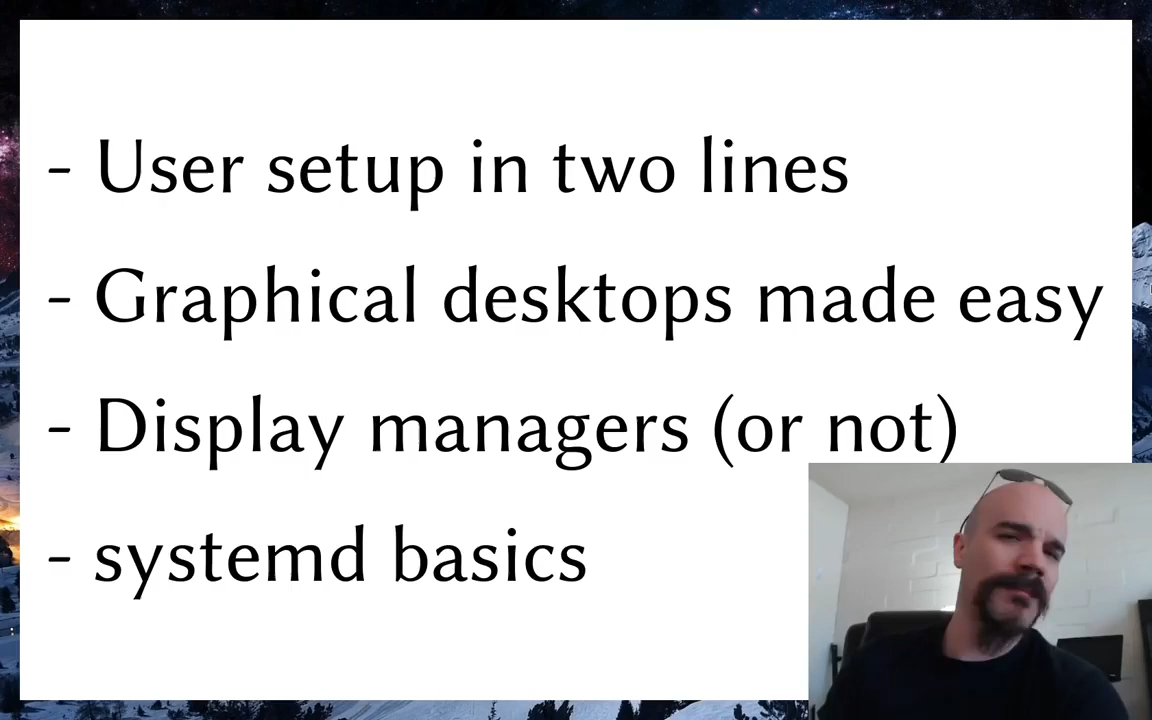 - User setup in two lines
- Graphical desktops made easy
- Display managers (or not)
- systemd basics